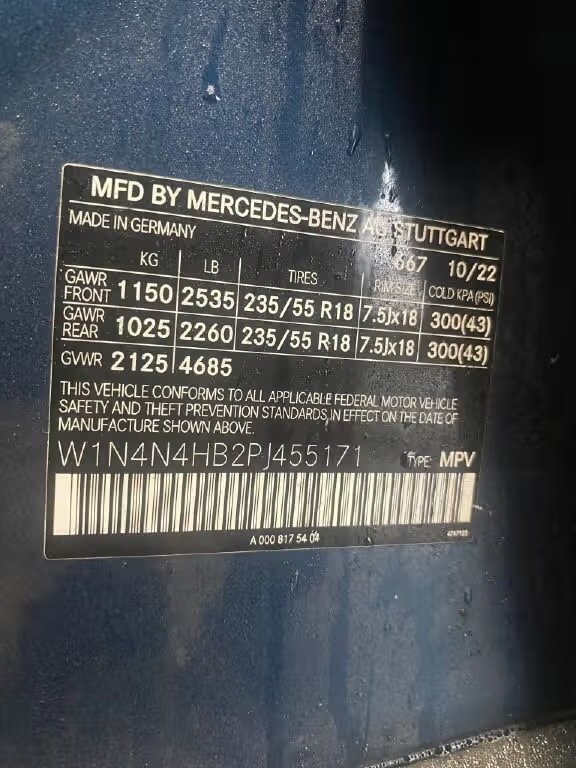 MFD BY MERCEDES-BENZ AG STUTTGART
MADE IN GERMANY 667 10/22
KG LB TIRES RIM SIZE COLD KPA (PSI)
GAWR FRONT 1150 2535 235/55 R18 7.5Jx18 300(43)
GAWR REAR 1025 2260 235/55 R18 7.5Jx18 300(43)
GVWR 2125 4685
THIS VEHICLE CONFORMS TO ALL APPLICABLE FEDERAL MOTOR VEHICLE
SAFETY AND THEFT PREVENTION STANDARDS IN EFFECT ON THE DATE OF
MANUFACTURE SHOWN ABOVE.
W1N4N4HB2PJ455171 TYPE: MPV
A 000 817 54 04